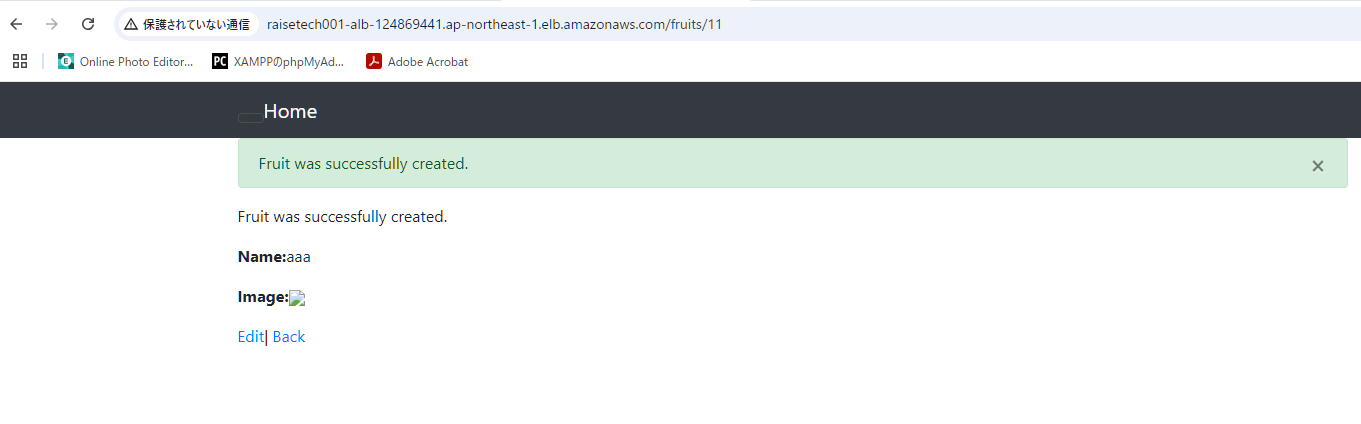 保護されていない通信 raisetech001-alb-124869441.ap-northeast-1.elb.amazonaws.com/fruits/11
Online Photo Editor... PC XAMPPのphpMyAd... Adobe Acrobat
Home
Fruit was successfully created. ×
Fruit was successfully created.
Name:aaa
Image:
Edit| Back